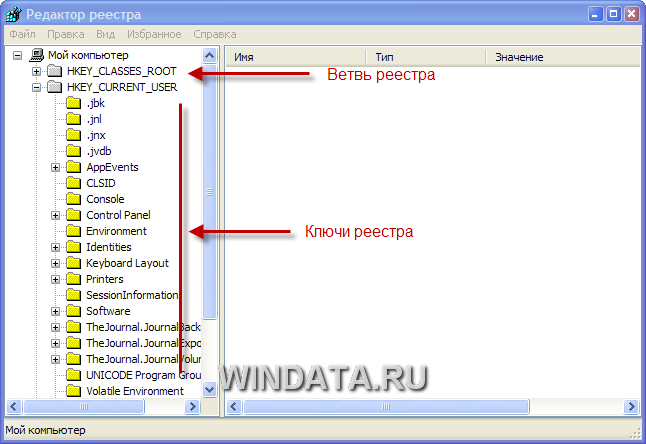 Редактор реестра
Файл Правка Вид Избранное Справка
Мой компьютер
HKEY_CLASSES_ROOT
HKEY_CURRENT_USER
.jbk
.jnl
.jnx
.jvdb
AppEvents
CLSID
Console
Control Panel
Environment
Identities
Keyboard Layout
Printers
SessionInformation
Software
TheJournal.JournalBack
TheJournal.JournalExpo
TheJournal.JournalVolur
UNICODE Program Grou
Volatile Environment
Имя Тип Значение
Ветвь реестра
Ключи реестра
WINDATA.RU
Мой компьютер